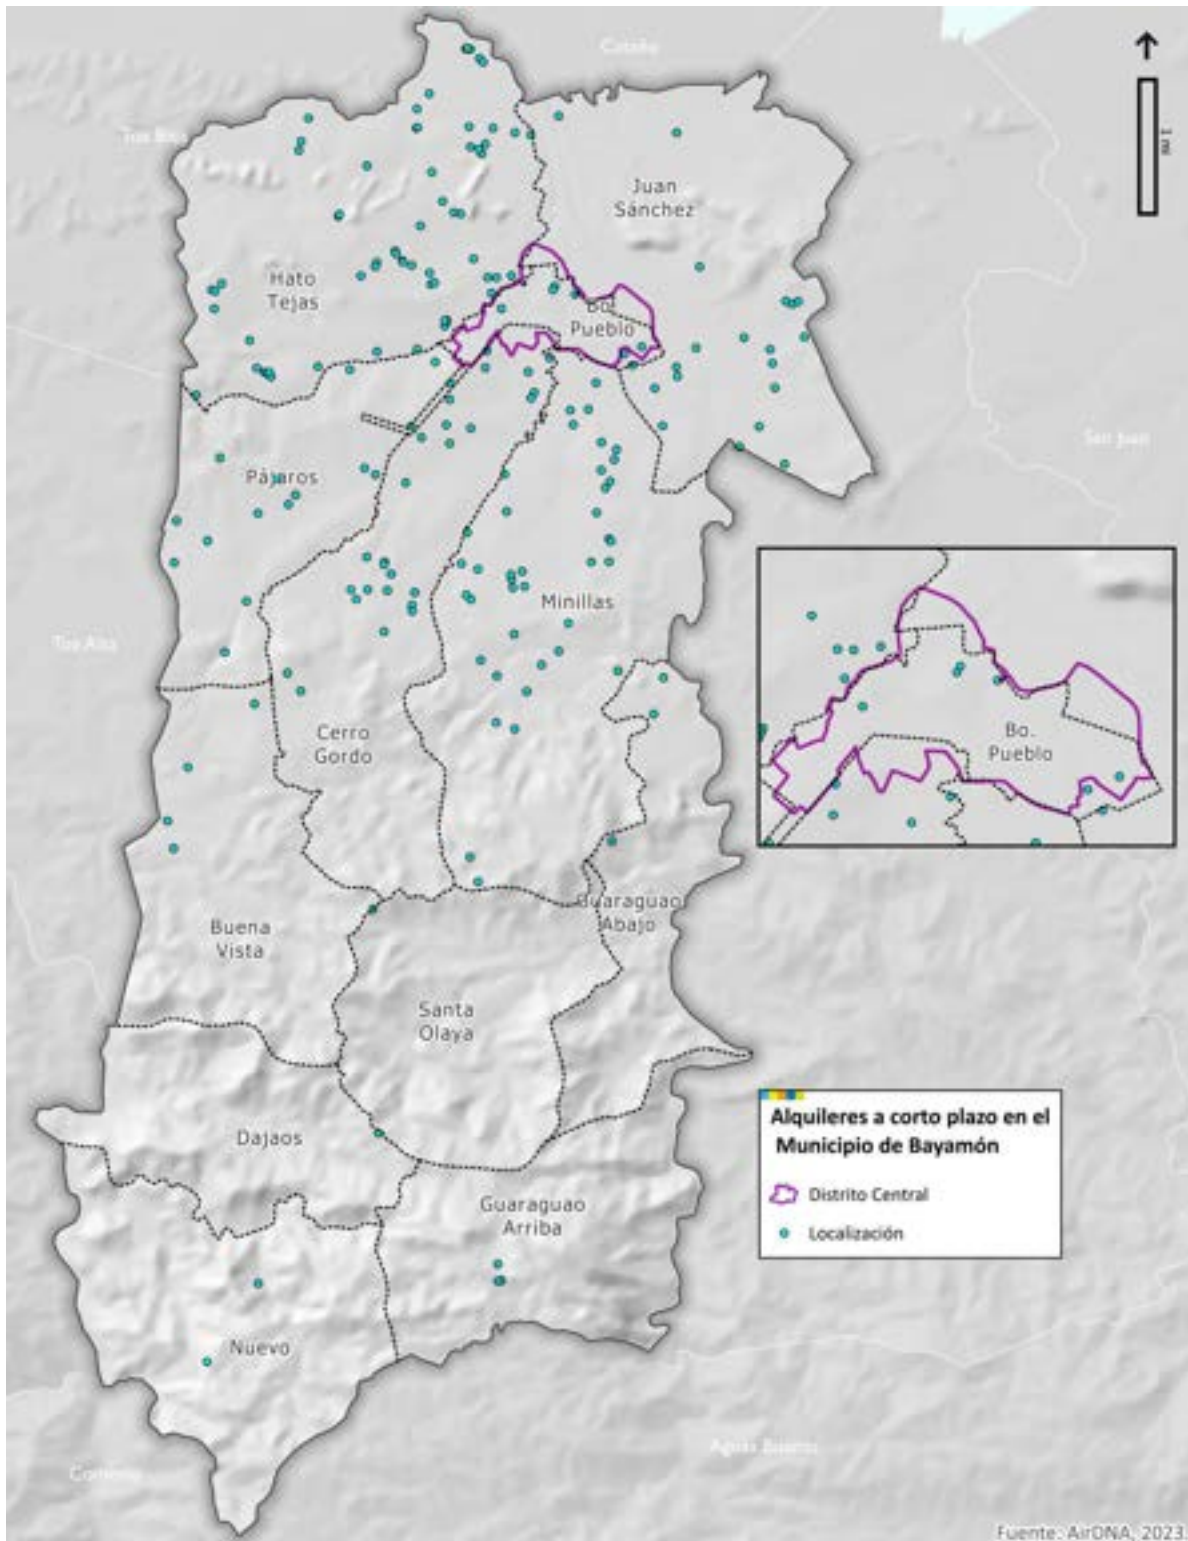 Cataño
Toa Baja
Juan
Sánchez
1 mi
Hato
Tejas
Bo.
Pueblo
San Juan
Pájaros
Minillas
Toa Alta
Cerro
Gordo
Bo.
Pueblo
Guaraguao
Abajo
Buena
Vista
Santa
Olaya
Dajaos
Guaraguao
Arriba
Nuevo
Alquileres a corto plazo en el
Municipio de Bayamón
Distrito Central
Localización
Aguas Buenas
Comerío
Fuente: AirDNA, 2023.